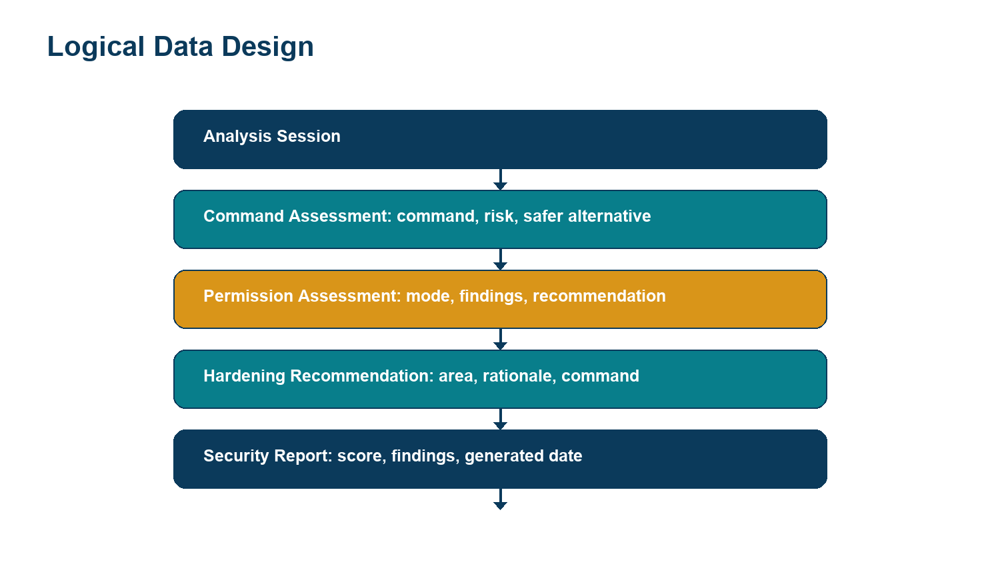 Logical Data Design
Analysis Session
Command Assessment: command, risk, safer alternative
Permission Assessment: mode, findings, recommendation
Hardening Recommendation: area, rationale, command
Security Report: score, findings, generated date